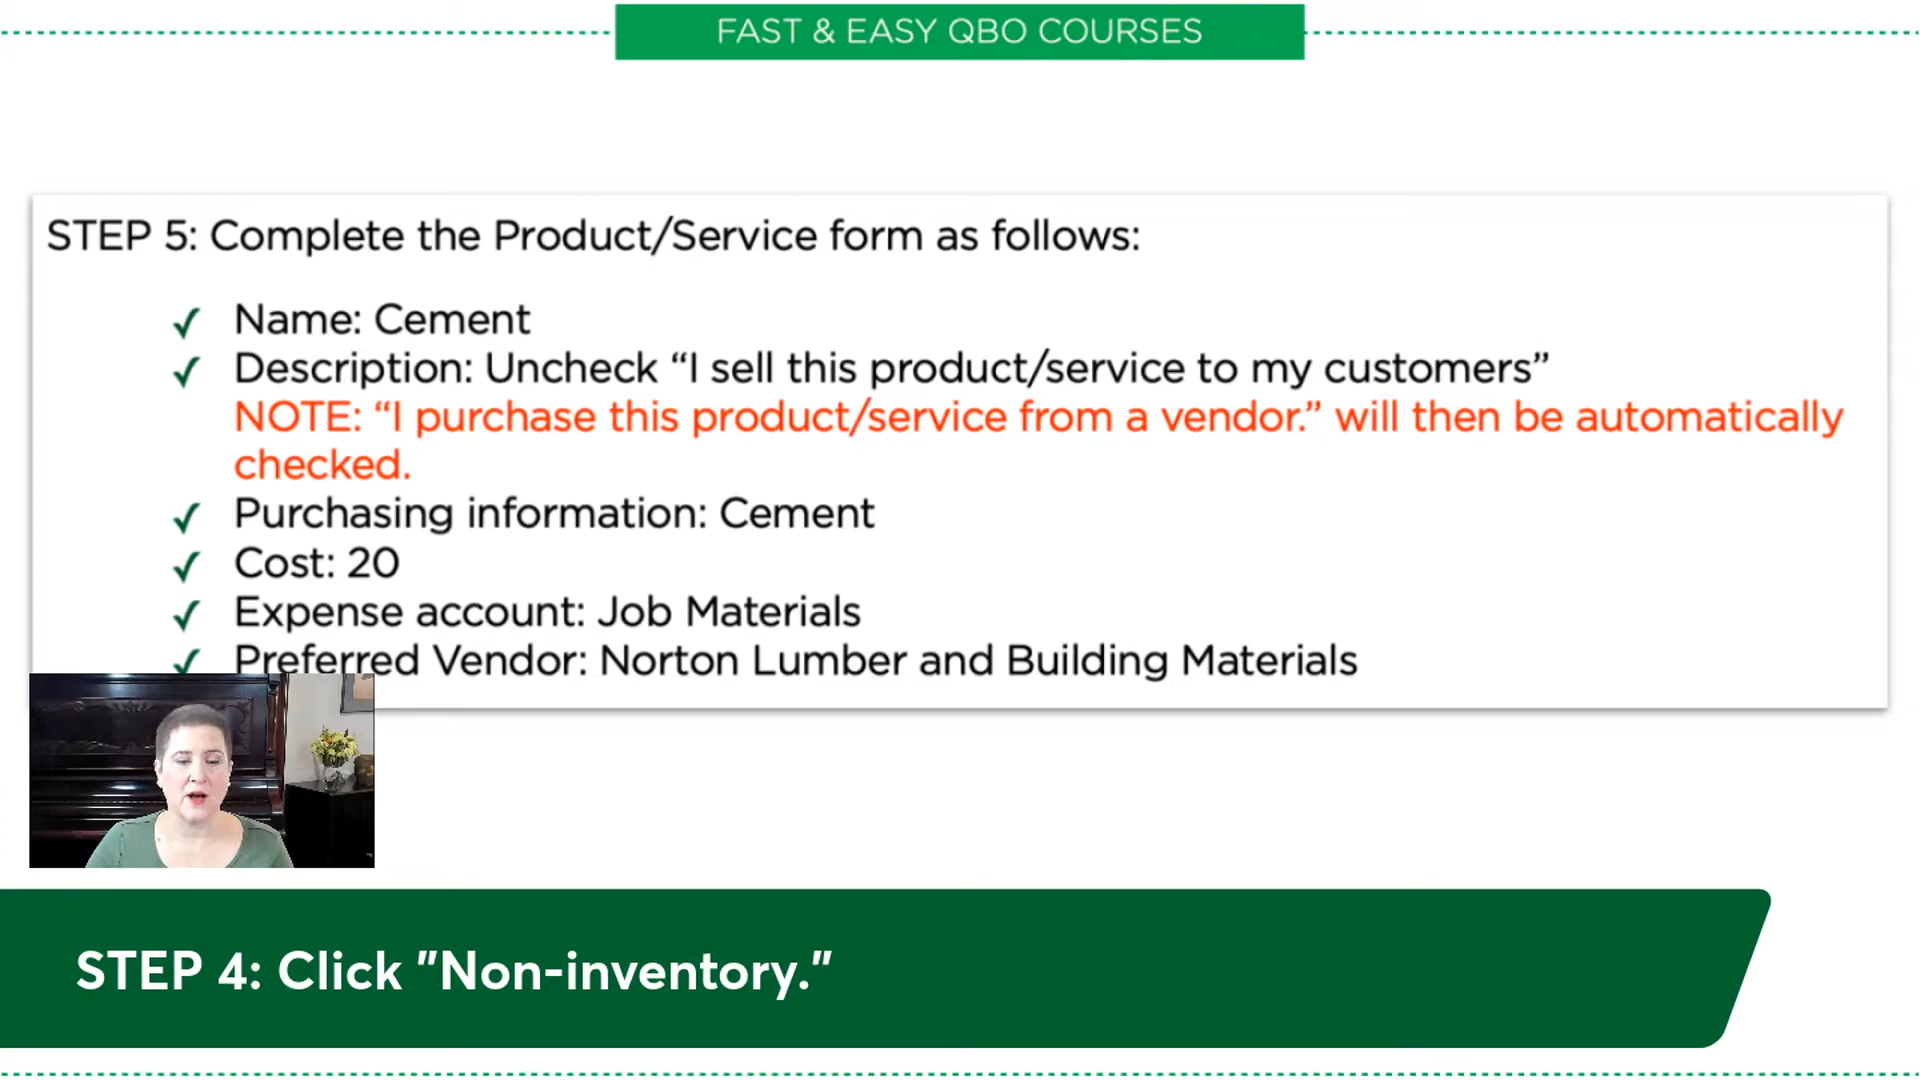 FAST & EASY QBO COURSES
STEP 5: Complete the Product/Service form as follows:
✓ Name: Cement
✓ Description: Uncheck “I sell this product/service to my customers”
NOTE: “I purchase this product/service from a vendor.” will then be automatically
checked.
✓ Purchasing information: Cement
✓ Cost: 20
✓ Expense account: Job Materials
✓ Preferred Vendor: Norton Lumber and Building Materials
STEP 4: Click "Non-inventory."